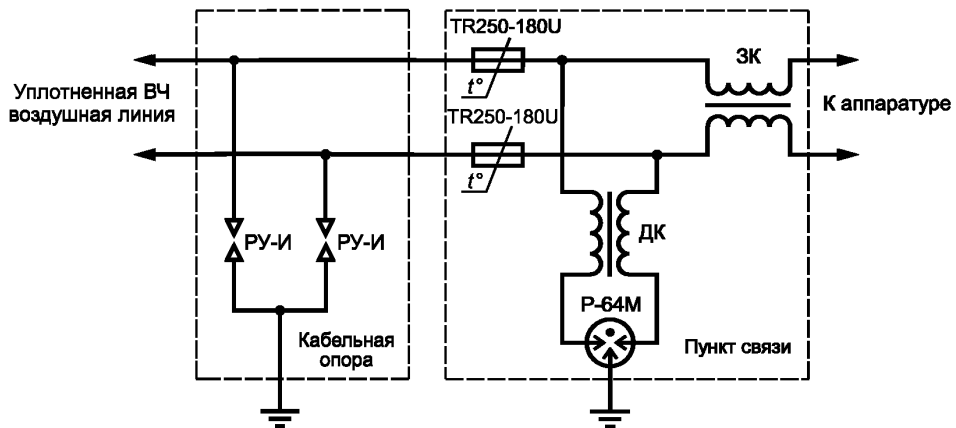 TR250-180U
t°
ЗК
Уплотненная ВЧ
воздушная линия
К аппаратуре
TR250-180U
t°
РУ-И
РУ-И
ДК
Р-64М
Кабельная
опора
Пункт связи